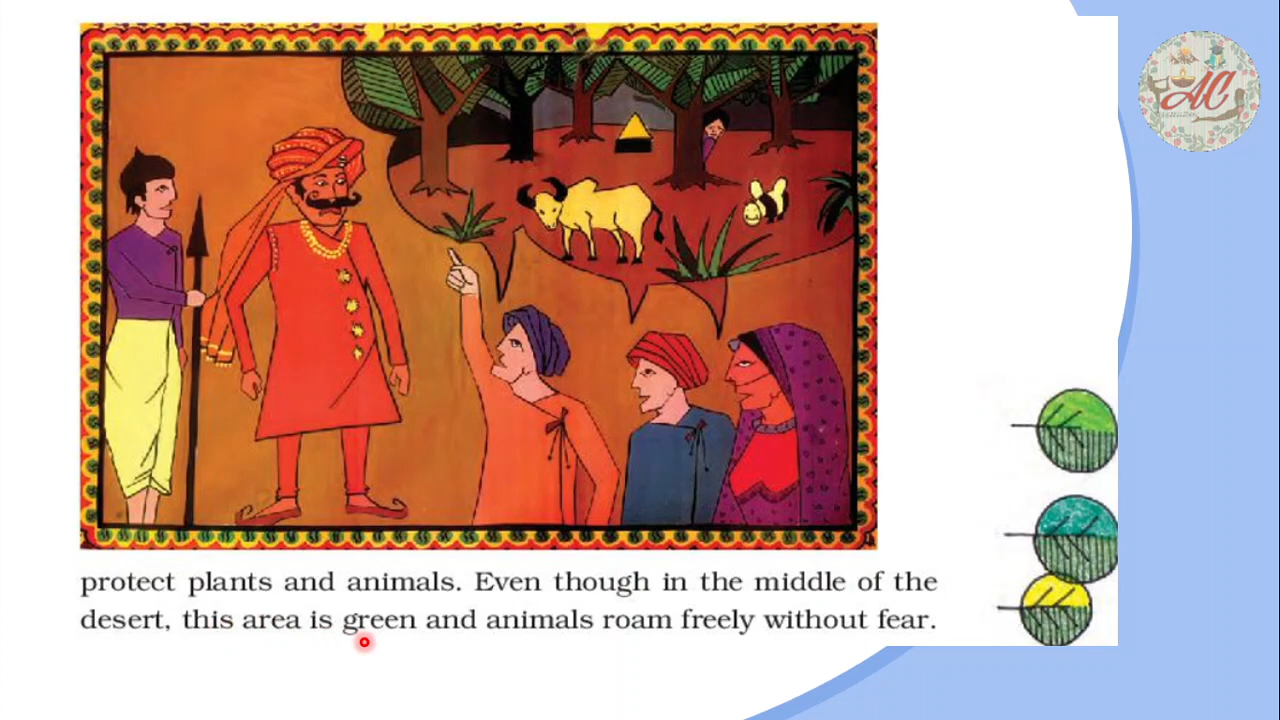 AC
protect plants and animals. Even though in the middle of the
desert, this area is green and animals roam freely without fear.